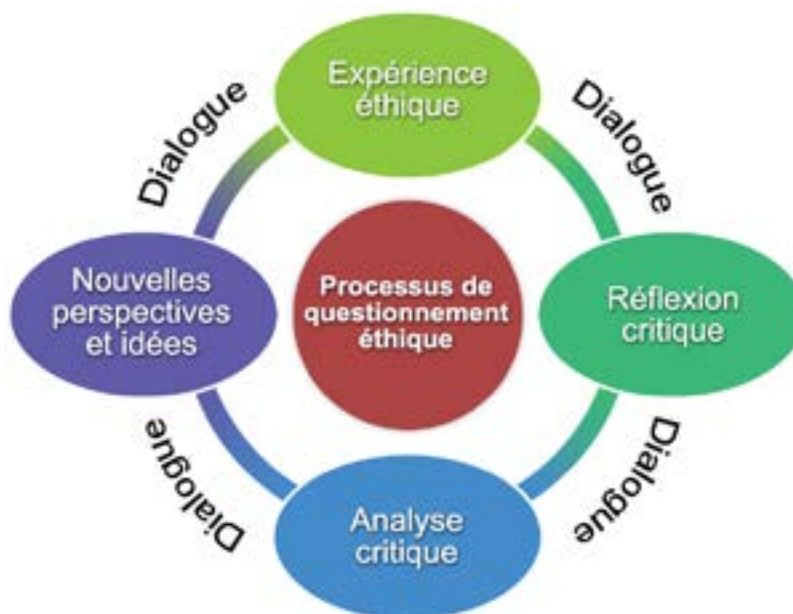 Expérience
éthique
Dialogue
Dialogue
Nouvelles
perspectives
et idées
Processus de
questionnement
éthique
Réflexion
critique
Dialogue
Dialogue
Analyse
critique